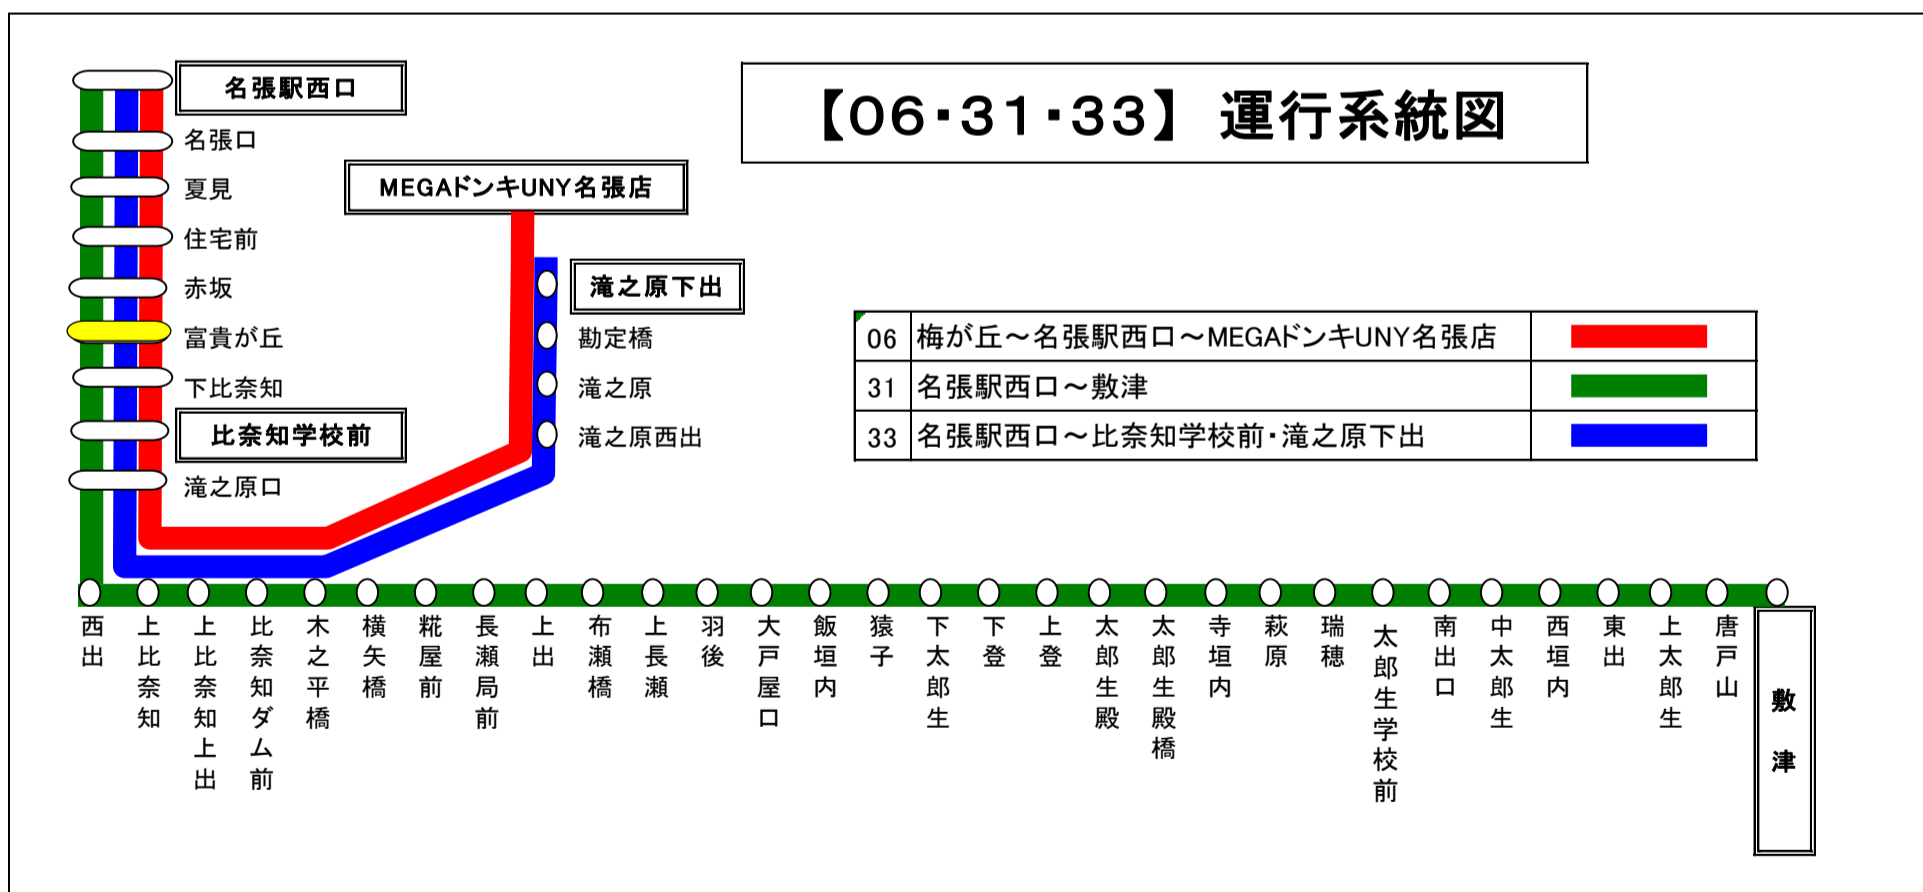 【06・31・33】 運行系統図
名張駅西口
名張口
夏見
住宅前
赤坂
富貴が丘
下比奈知
比奈知学校前
滝之原口
MEGAドンキUNY名張店
滝之原下出
勘定橋
滝之原
滝之原西出
06 梅が丘～名張駅西口～MEGAドンキUNY名張店
31 名張駅西口～敷津
33 名張駅西口～比奈知学校前・滝之原下出
西出
上比奈知
上比奈知上出
比奈知ダム前
木之平橋
横矢橋
糀屋前
長瀬局前
上出
布瀬橋
上長瀬
羽後
大戸屋口
飯垣内
猿子
下太郎生
下登
上登
太郎生殿
太郎生殿橋
寺垣内
萩原
瑞穂
太郎生学校前
南出口
中太郎生
西垣内
東出
上太郎生
唐戸山
敷津